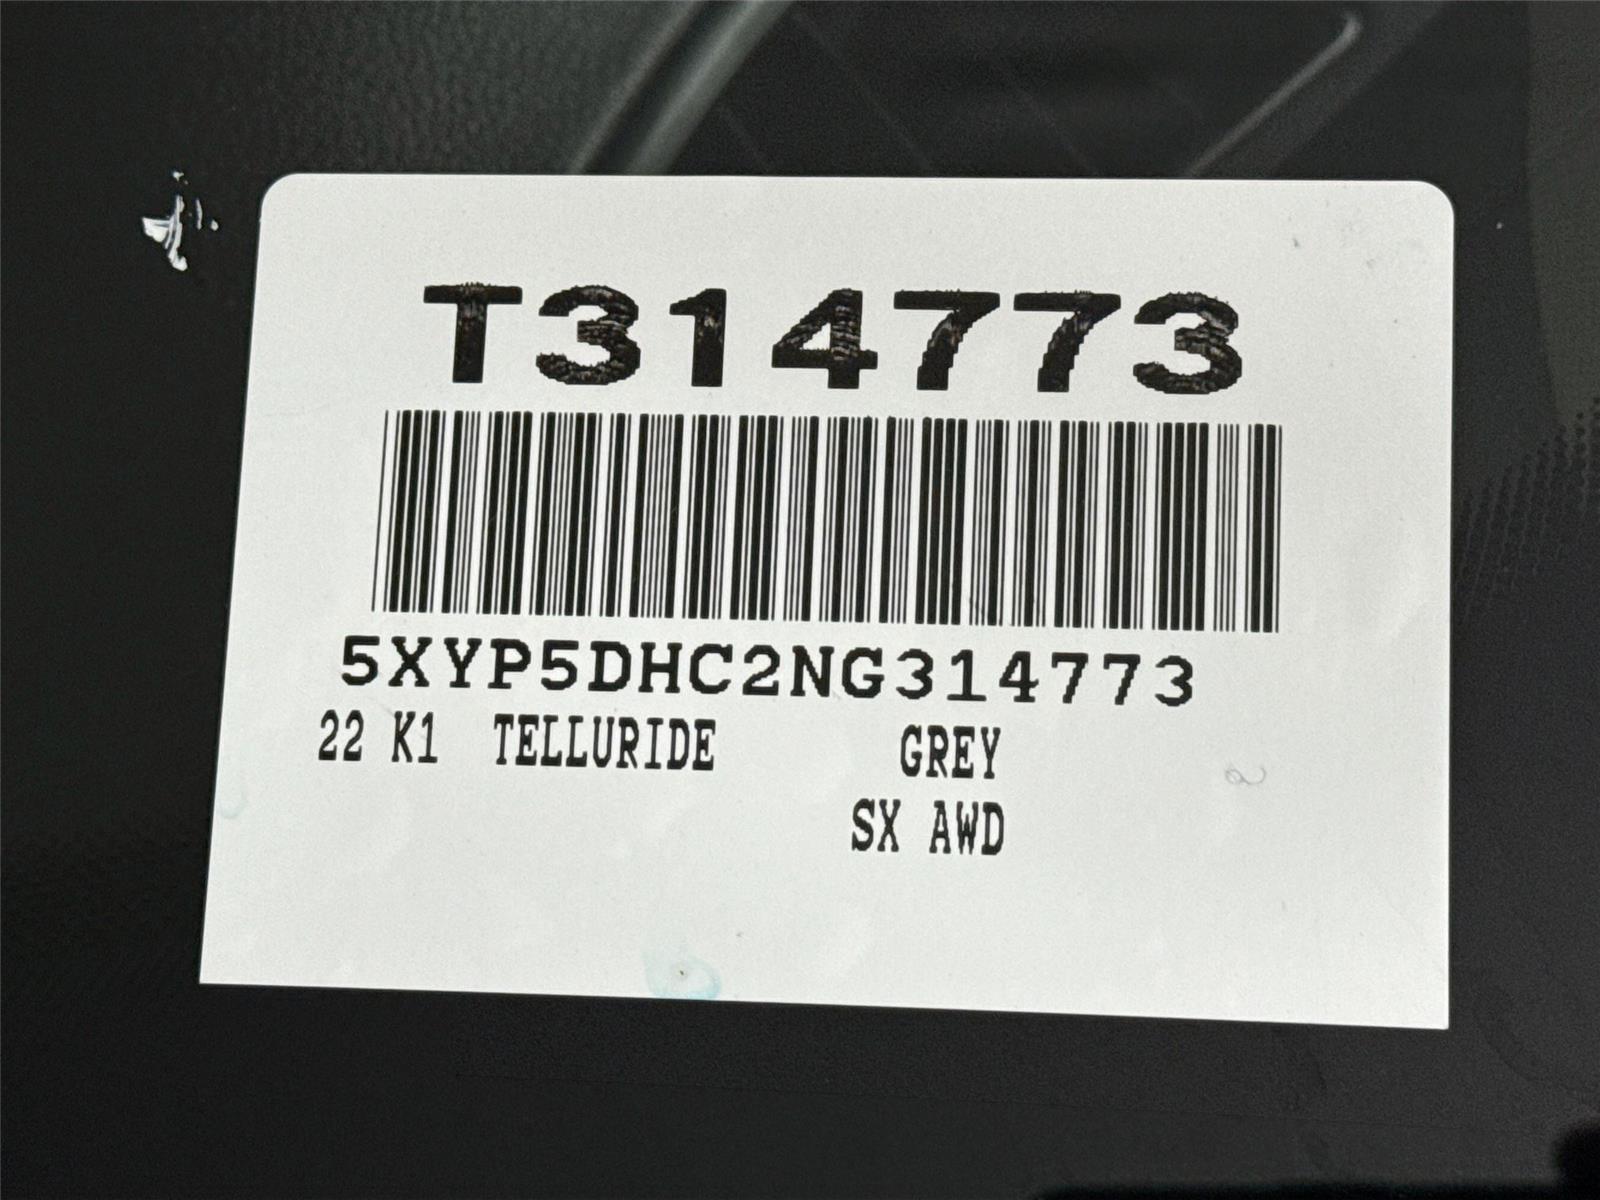 T314773
5XYP5DHC2NG314773
22 K1 TELLURIDE GREY
SX AWD